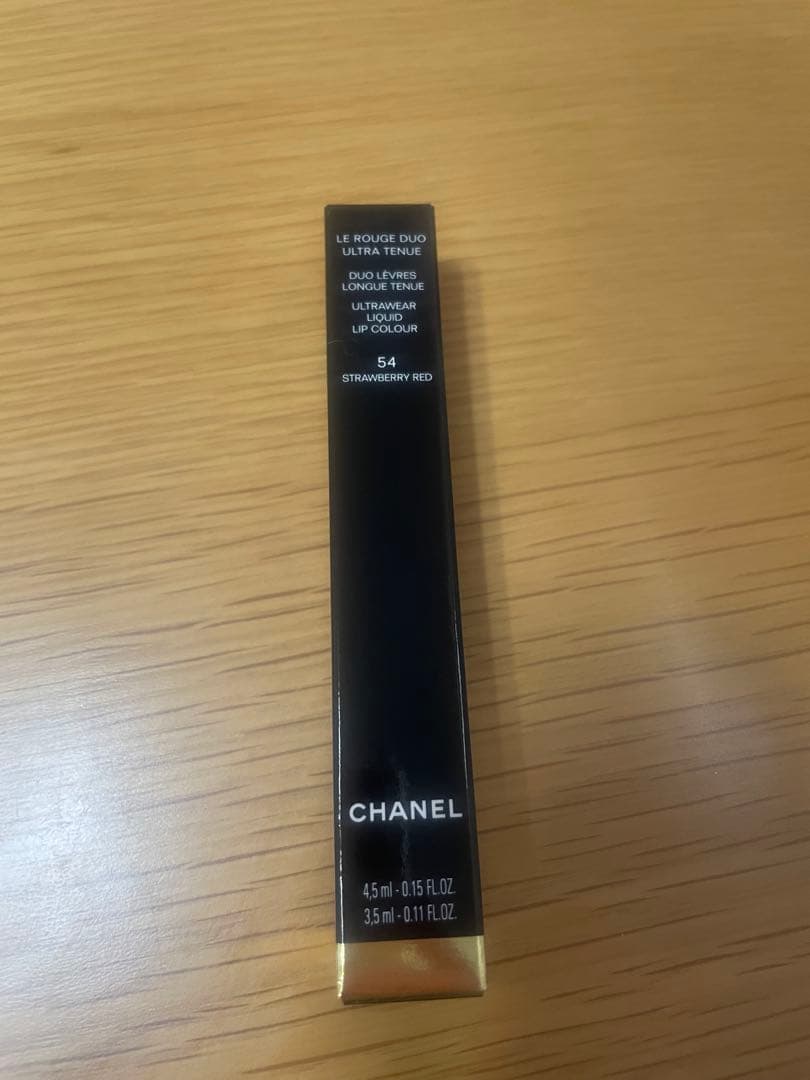 LE ROUGE DUO
ULTRA TENUE
DUO LÈVRES
LONGUE TENUE
ULTRAWEAR
LIQUID
LIP COLOUR
54
STRAWBERRY RED
CHANEL
4,5 ml - 0.15 FL.OZ.
3,5 ml - 0.11 FL.OZ.